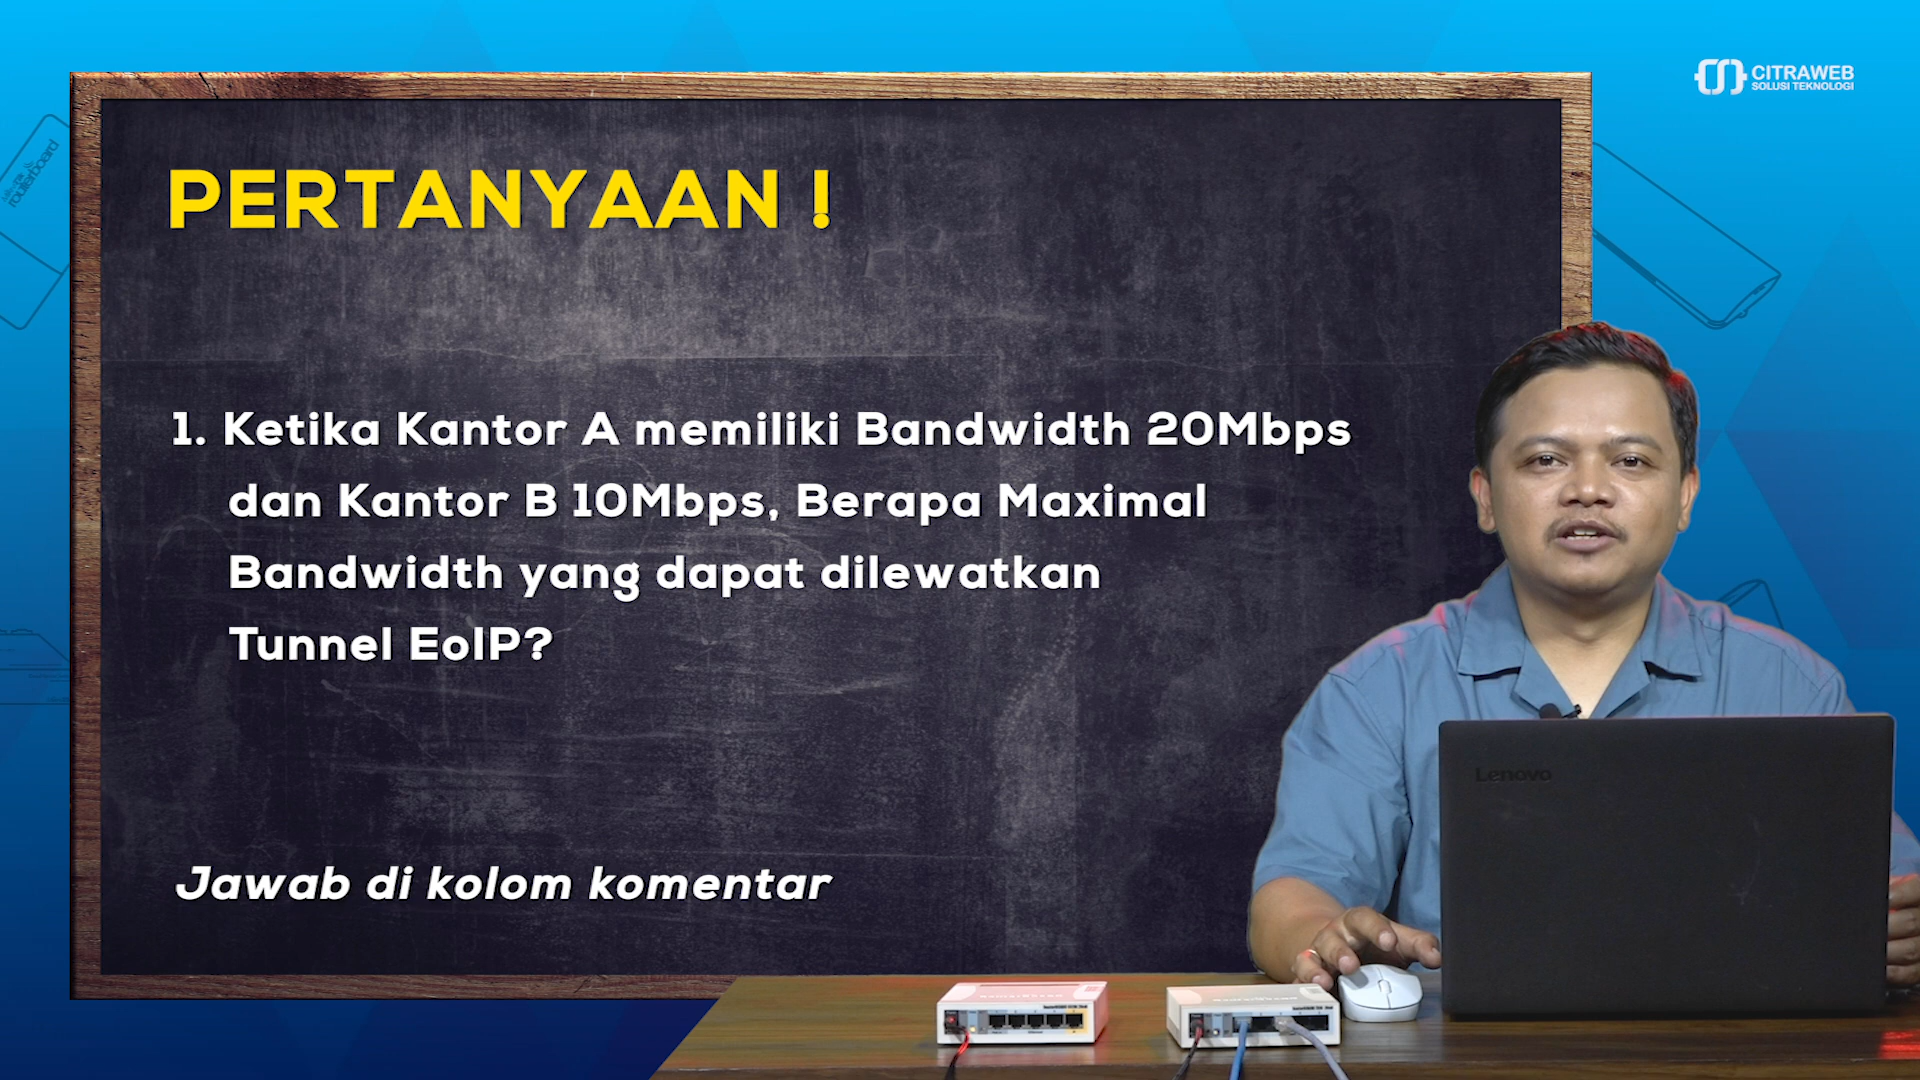 CITRAWEB
SOLUSI TEKNOLOGI
routerboard
PERTANYAAN !
1. Ketika Kantor A memiliki Bandwidth 20Mbps
dan Kantor B 10Mbps, Berapa Maximal
Bandwidth yang dapat dilewatkan
Tunnel EoIP?
Jawab di kolom komentar
Lenovo